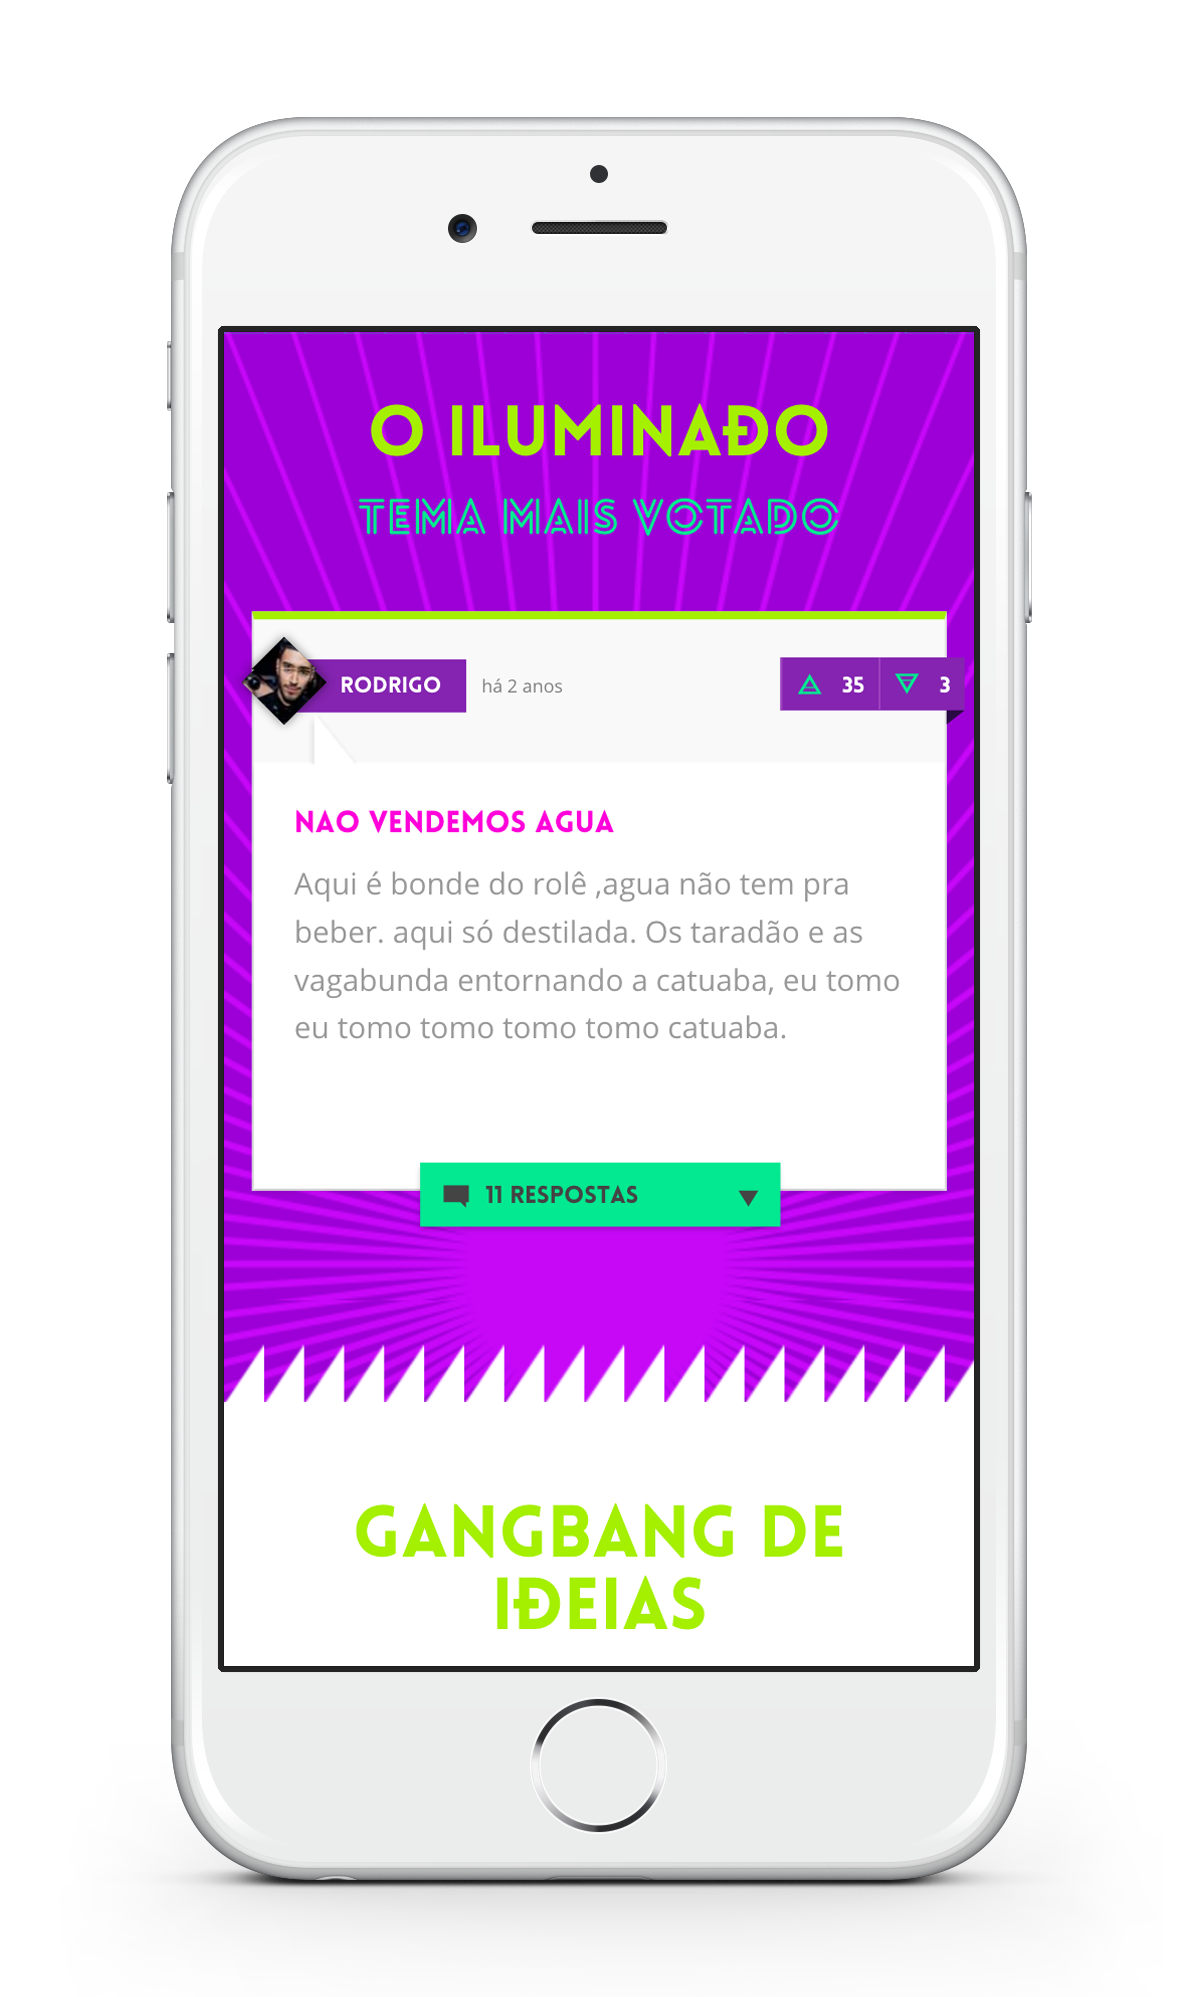 O ILUMINAĐO
TEMA MAIS VOTADO
RODRIGO há 2 anos 35 3
NAO VENDEMOS AGUA
Aqui é bonde do rolê ,agua não tem pra
beber. aqui só destilada. Os taradão e as
vagabunda entornando a catuaba, eu tomo
eu tomo tomo tomo tomo catuaba.
11 RESPOSTAS
GANGBANG DE
IĐEIAS